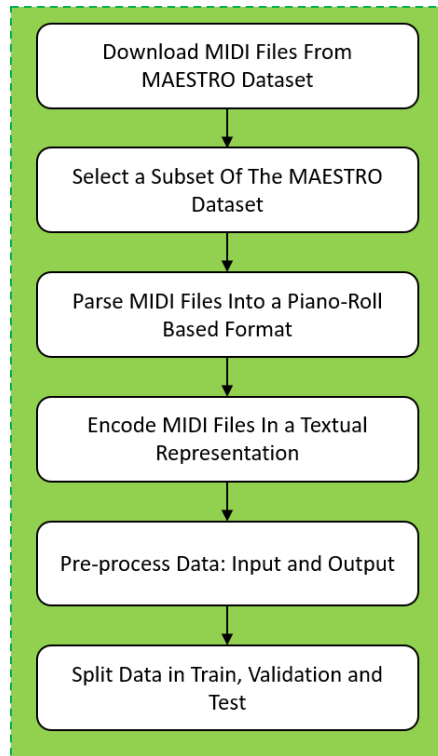 Download MIDI Files From
MAESTRO Dataset
Select a Subset Of The MAESTRO
Dataset
Parse MIDI Files Into a Piano-Roll
Based Format
Encode MIDI Files In a Textual
Representation
Pre-process Data: Input and Output
Split Data in Train, Validation and
Test